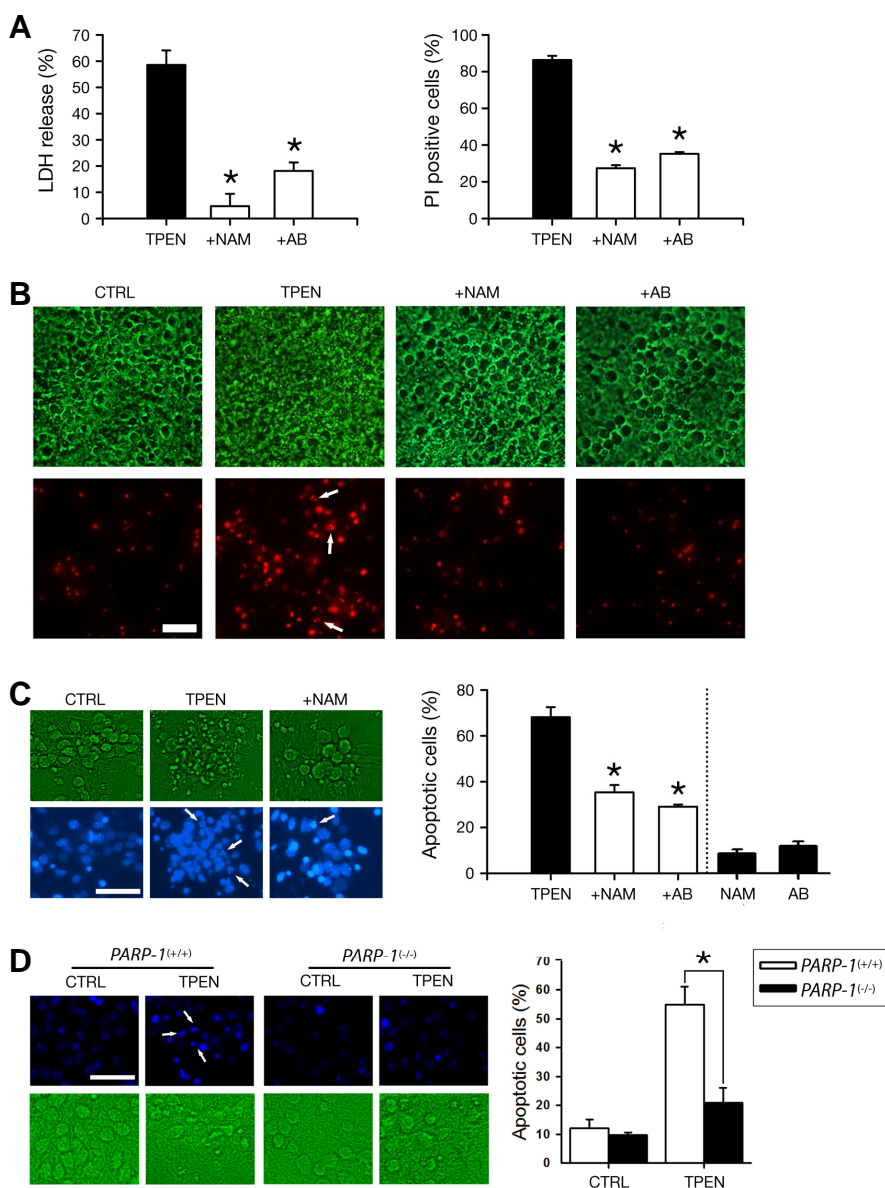 A
LDH release (%)
70
60
50
40
30
20
10
0
TPEN +NAM +AB
* *
PI positive cells (%)
100
80
60
40
20
0
TPEN +NAM +AB
* *
B
CTRL TPEN +NAM +AB
C
CTRL TPEN +NAM
Apoptotic cells (%)
80
60
40
20
0
* *
TPEN +NAM +AB NAM AB
D
PARP-1(+/+) PARP-1(-/-)
CTRL TPEN CTRL TPEN
Apoptotic cells (%)
70
60
50
40
30
20
10
0
*
CTRL TPEN
PARP-1(+/+)
PARP-1(-/-)